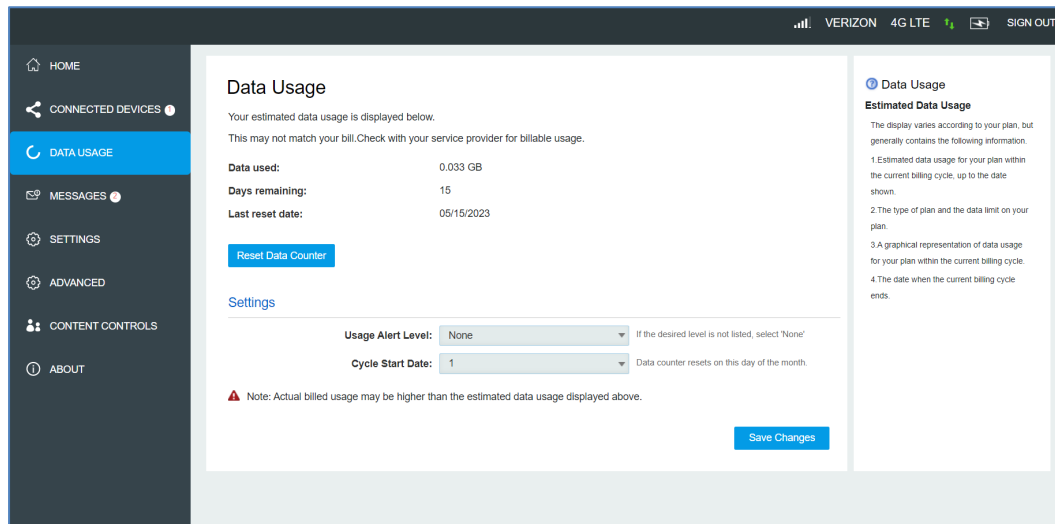 VERIZON 4G LTE SIGN OUT
HOME
CONNECTED DEVICES 1
DATA USAGE
MESSAGES 2
SETTINGS
ADVANCED
CONTENT CONTROLS
ABOUT
Data Usage
Your estimated data usage is displayed below.
This may not match your bill.Check with your service provider for billable usage.
Data used: 0.033 GB
Days remaining: 15
Last reset date: 05/15/2023
Reset Data Counter
Settings
Usage Alert Level: None If the desired level is not listed, select 'None'
Cycle Start Date: 1 Data counter resets on this day of the month.
Note: Actual billed usage may be higher than the estimated data usage displayed above.
Save Changes
Data Usage
Estimated Data Usage
The display varies according to your plan, but
generally contains the following information.
1.Estimated data usage for your plan within
the current billing cycle, up to the date
shown.
2.The type of plan and the data limit on your
plan.
3.A graphical representation of data usage
for your plan within the current billing cycle.
4.The date when the current billing cycle
ends.